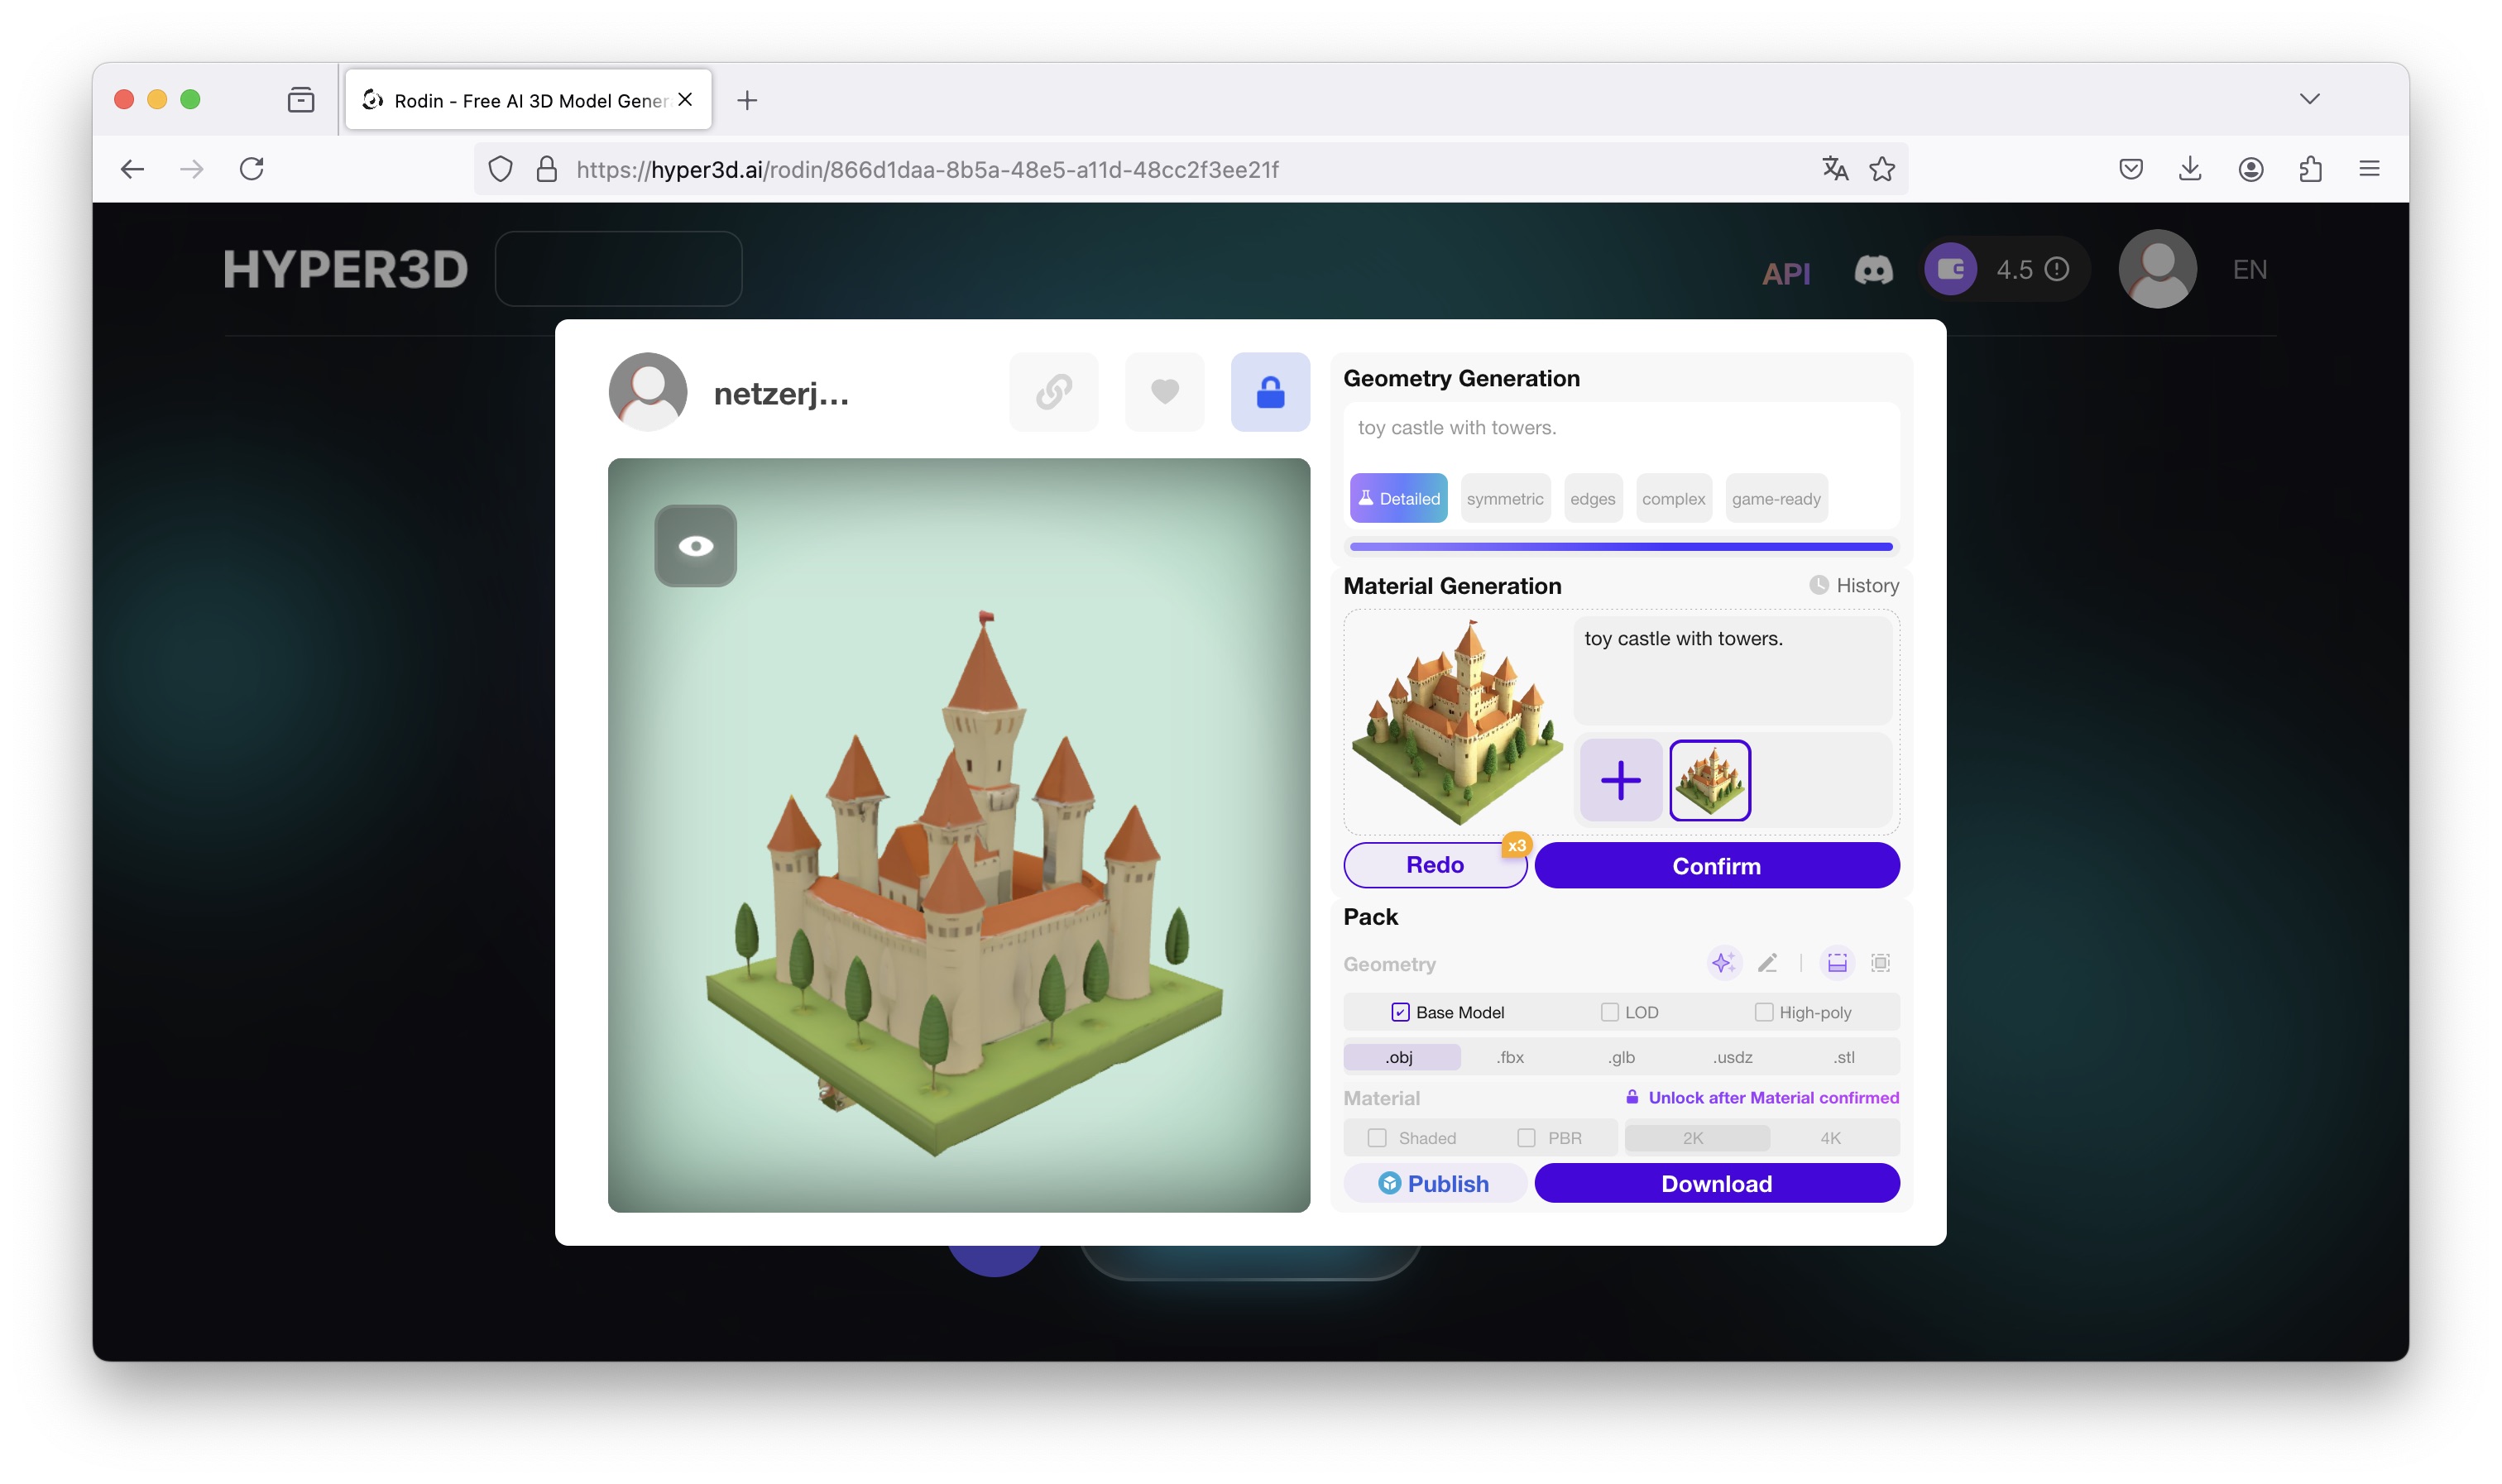 Rodin - Free AI 3D Model Gener
https://hyper3d.ai/rodin/866d1daa-8b5a-48e5-a11d-48cc2f3ee21f
HYPER3D
API
4.5
EN
netzerj...
Geometry Generation
toy castle with towers.
Detailed symmetric edges complex game-ready
Material Generation
History
toy castle with towers.
x3
Redo
Confirm
Pack
Geometry
Base Model LOD High-poly
.obj .fbx .glb .usdz .stl
Material
Unlock after Material confirmed
Shaded PBR 2K 4K
Publish
Download